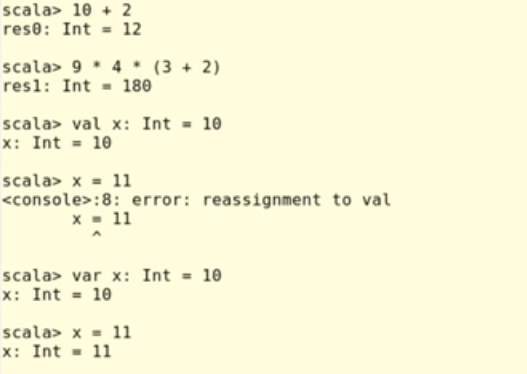 scala> 10 + 2
res0: Int = 12
scala> 9 * 4 * (3 + 2)
res1: Int = 180
scala> val x: Int = 10
x: Int = 10
scala> x = 11
<console>:8: error: reassignment to val
       x = 11
         ^
scala> var x: Int = 10
x: Int = 10
scala> x = 11
x: Int = 11